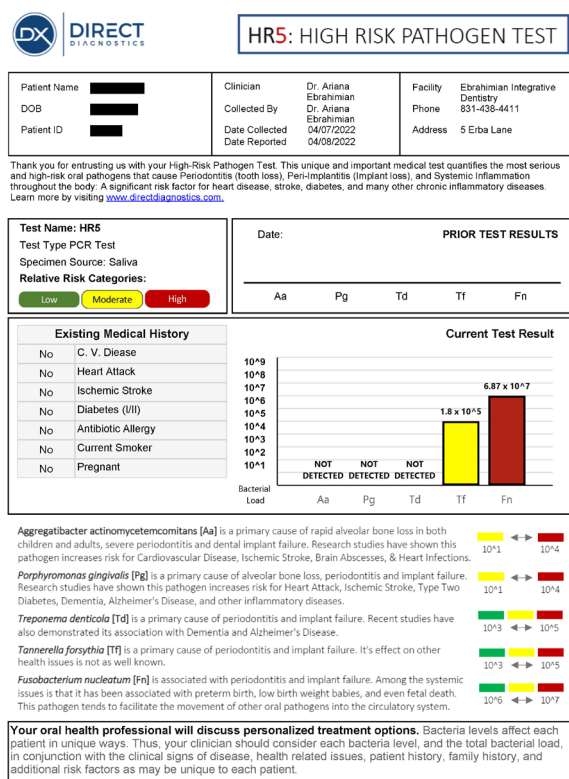 DX DIRECT
DIAGNOSTICS
HR5: HIGH RISK PATHOGEN TEST
Patient Name
DOB
Patient ID
Clinician Dr. Ariana
Ebrahimian
Collected By Dr. Ariana
Ebrahimian
Date Collected 04/07/2022
Date Reported 04/08/2022
Facility Ebrahimian Integrative
Dentistry
Phone 831-438-4411
Address 5 Erba Lane
Thank you for entrusting us with your High-Risk Pathogen Test. This unique and important medical test quantifies the most serious
and high-risk oral pathogens that cause Periodontitis (tooth loss), Peri-Implantitis (Implant loss), and Systemic Inflammation
throughout the body: A significant risk factor for heart disease, stroke, diabetes, and many other chronic inflammatory diseases.
Learn more by visiting www.directdiagnostics.com.
Test Name: HR5
Test Type PCR Test
Specimen Source: Saliva
Relative Risk Categories:
Low Moderate High
Date: PRIOR TEST RESULTS
Aa Pg Td Tf Fn
Existing Medical History
No C. V. Diease
No Heart Attack
No Ischemic Stroke
No Diabetes (I/II)
No Antibiotic Allergy
No Current Smoker
No Pregnant
Current Test Result
10^9
10^8
10^7
10^6
10^5
10^4
10^3
10^2
10^1
Bacterial
Load
6.87 x 10^7
1.8 x 10^5
NOT NOT NOT
DETECTED DETECTED DETECTED
Aa Pg Td Tf Fn
Aggregatibacter actinomycetemcomitans [Aa] is a primary cause of rapid alveolar bone loss in both
children and adults, severe periodontitis and dental implant failure. Research studies have shown this
pathogen increases risk for Cardiovascular Disease, Ischemic Stroke, Brain Abscesses, & Heart Infections.
10^1 10^4
Porphyromonas gingivalis [Pg] is a primary cause of alveolar bone loss, periodontitis and implant failure.
Research studies have shown this pathogen increases risk for Heart Attack, Ischemic Stroke, Type Two
Diabetes, Dementia, Alzheimer's Disease, and other inflammatory diseases.
10^1 10^4
Treponema denticola [Td] is a primary cause of periodontitis and implant failure. Recent studies have
also demonstrated its association with Dementia and Alzheimer's Disease.
10^3 10^5
Tannerella forsythia [Tf] is a primary cause of periodontitis and implant failure. It's effect on other
health issues is not as well known.
10^3 10^5
Fusobacterium nucleatum [Fn] is associated with periodontitis and implant failure. Among the systemic
issues is that it has been associated with preterm birth, low birth weight babies, and even fetal death.
This pathogen tends to facilitate the movement of other oral pathogens into the circulatory system.
10^6 10^7
Your oral health professional will discuss personalized treatment options. Bacteria levels affect each
patient in unique ways. Thus, your clinician should consider each bacteria level, and the total bacterial load,
in conjunction with the clinical signs of disease, health related issues, patient history, family history, and
additional risk factors as may be unique to each patient.